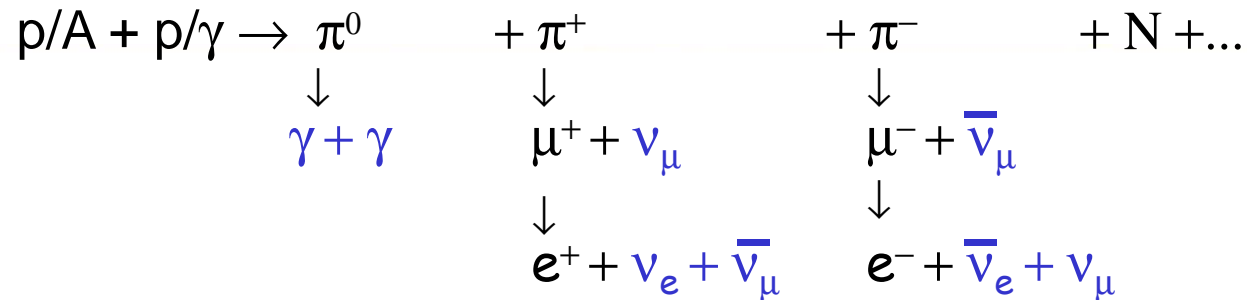 p/A + p/γ → π⁰ + π⁺ + π⁻ + N +...
↓ ↓ ↓
γ + γ μ⁺ + ν_μ μ⁻ + ν̅_μ
↓ ↓
e⁺ + ν_e + ν̅_μ e⁻ + ν̅_e + ν_μ